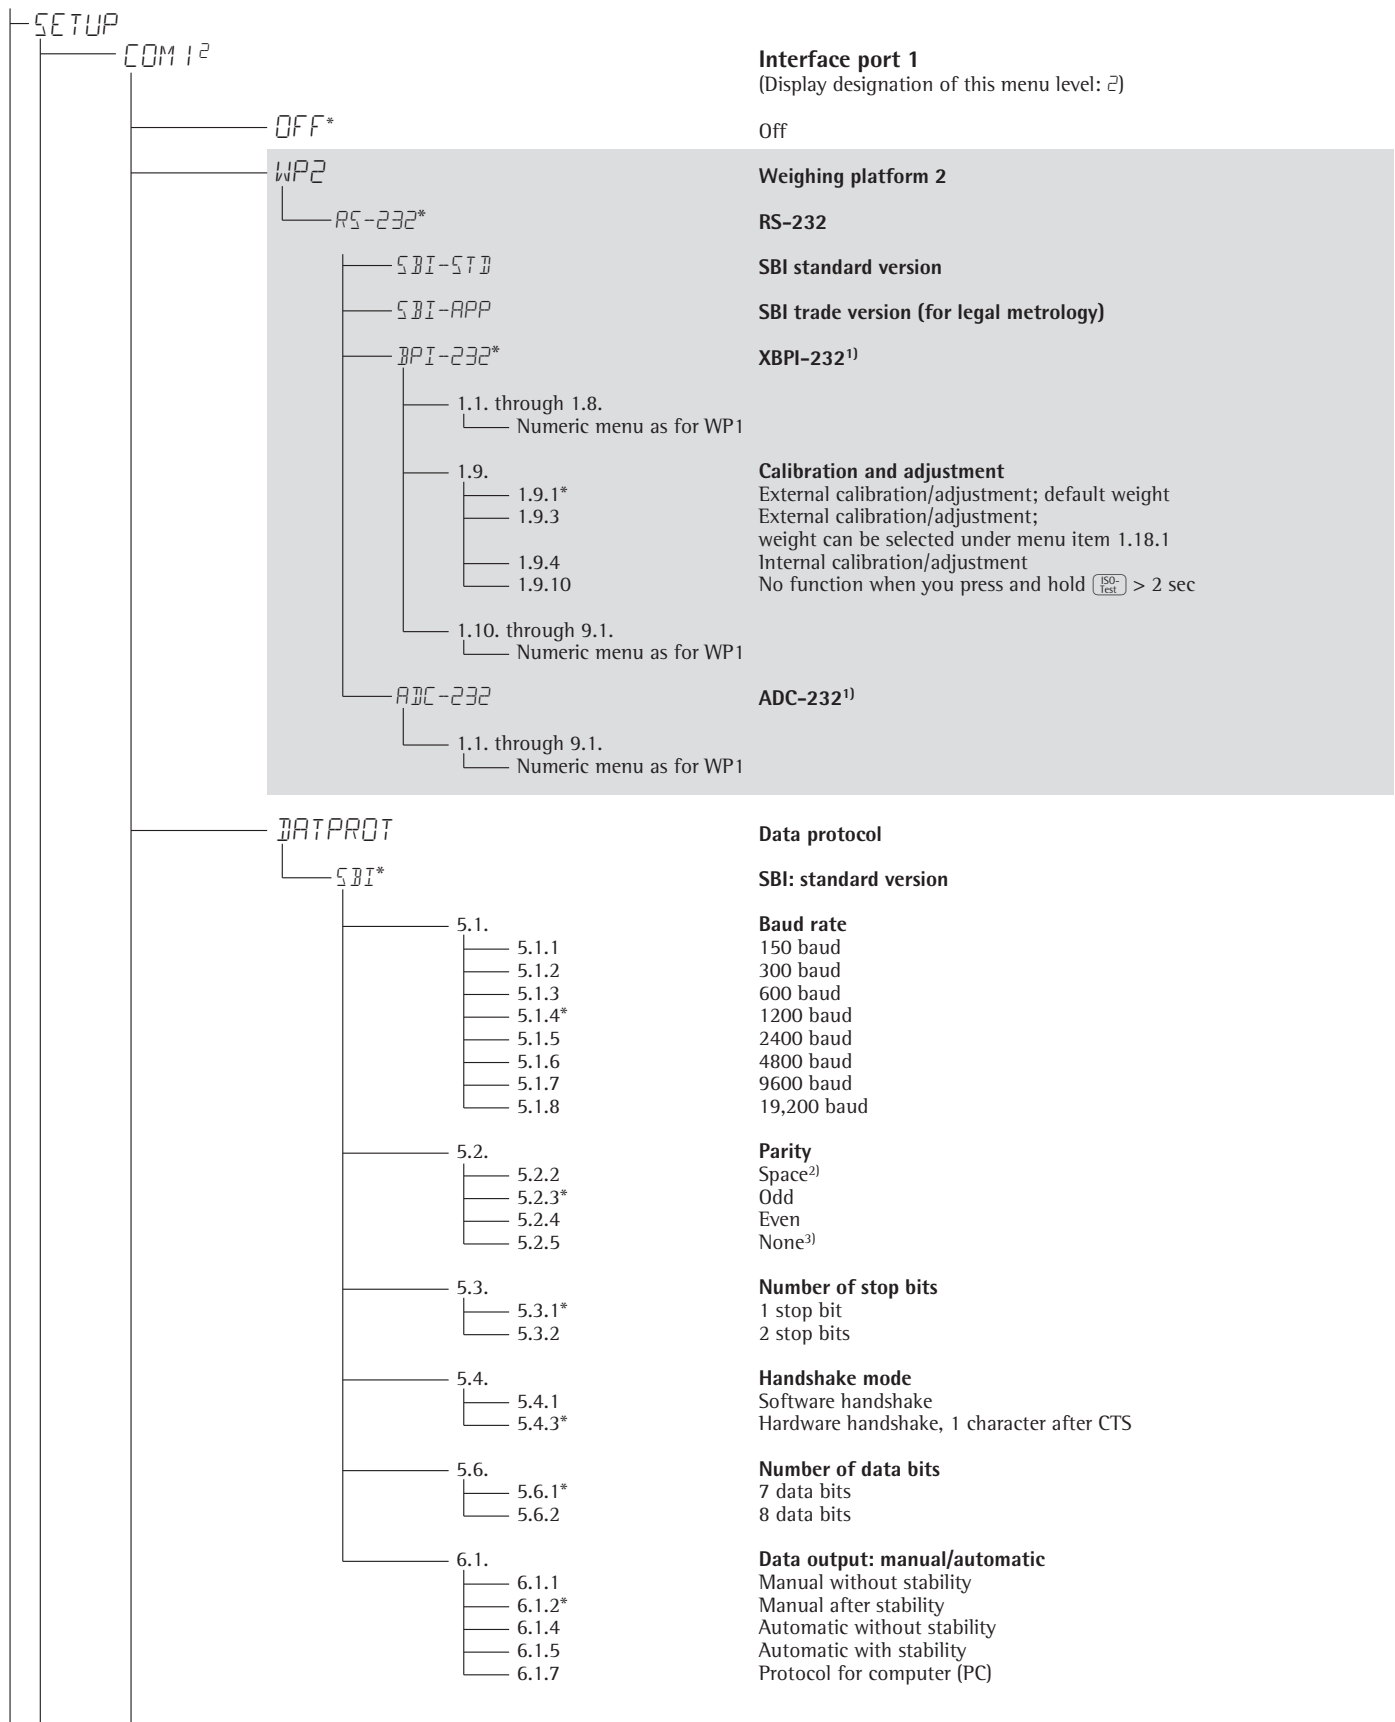 SETUP
COM1² Interface port 1
(Display designation of this menu level: 2)
OFF* Off
WP2 Weighing platform 2
RS-232* RS-232
SBI-STD SBI standard version
SBI-APP SBI trade version (for legal metrology)
BPI-232* XBPI-232¹⁾
1.1. through 1.8.
Numeric menu as for WP1
1.9. Calibration and adjustment
1.9.1* External calibration/adjustment; default weight
1.9.3 External calibration/adjustment;
weight can be selected under menu item 1.18.1
1.9.4 Internal calibration/adjustment
1.9.10 No function when you press and hold ISO-Test > 2 sec
1.10. through 9.1.
Numeric menu as for WP1
ADC-232 ADC-232¹⁾
1.1. through 9.1.
Numeric menu as for WP1
DATPROT Data protocol
SBI* SBI: standard version
5.1. Baud rate
5.1.1 150 baud
5.1.2 300 baud
5.1.3 600 baud
5.1.4* 1200 baud
5.1.5 2400 baud
5.1.6 4800 baud
5.1.7 9600 baud
5.1.8 19,200 baud
5.2. Parity
5.2.2 Space²⁾
5.2.3* Odd
5.2.4 Even
5.2.5 None³⁾
5.3. Number of stop bits
5.3.1* 1 stop bit
5.3.2 2 stop bits
5.4. Handshake mode
5.4.1 Software handshake
5.4.3* Hardware handshake, 1 character after CTS
5.6. Number of data bits
5.6.1* 7 data bits
5.6.2 8 data bits
6.1. Data output: manual/automatic
6.1.1 Manual without stability
6.1.2* Manual after stability
6.1.4 Automatic without stability
6.1.5 Automatic with stability
6.1.7 Protocol for computer (PC)